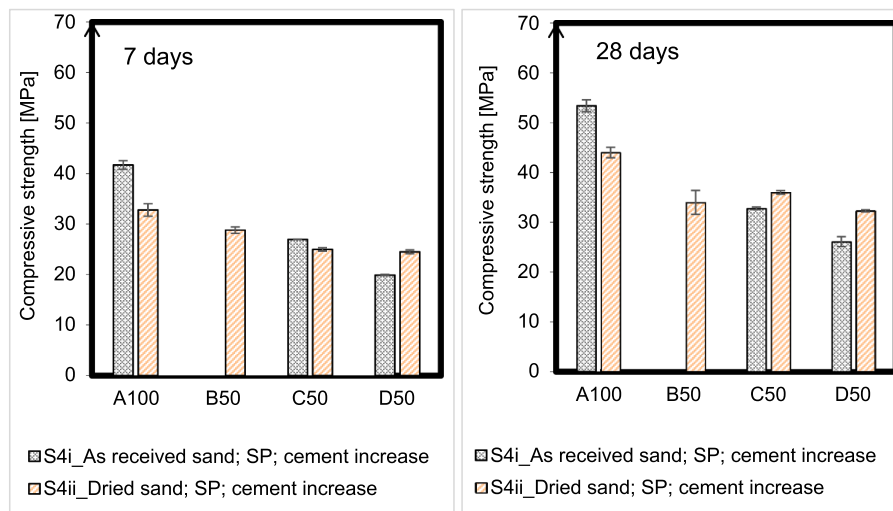 7 days
Compressive strength [MPa]
70
60
50
40
30
20
10
0
A100 B50 C50 D50
S4i_As received sand; SP; cement increase
S4ii_Dried sand; SP; cement increase
28 days
Compressive strength [MPa]
70
60
50
40
30
20
10
0
A100 B50 C50 D50
S4i_As received sand; SP; cement increase
S4ii_Dried sand; SP; cement increase